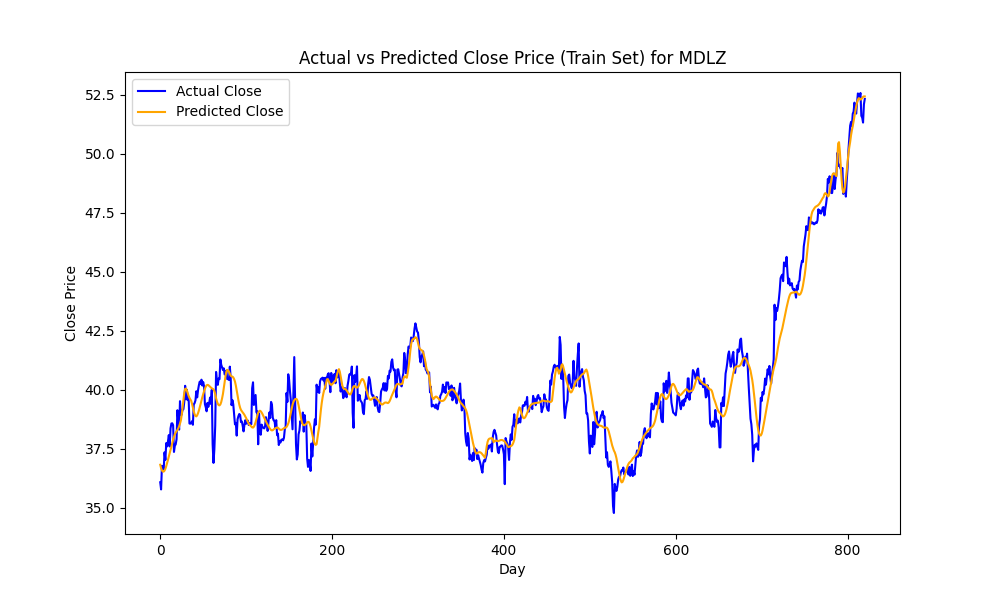 Actual vs Predicted Close Price (Train Set) for MDLZ
Actual Close
Predicted Close
52.5
50.0
47.5
45.0
42.5
40.0
37.5
35.0
Close Price
0 200 400 600 800
Day